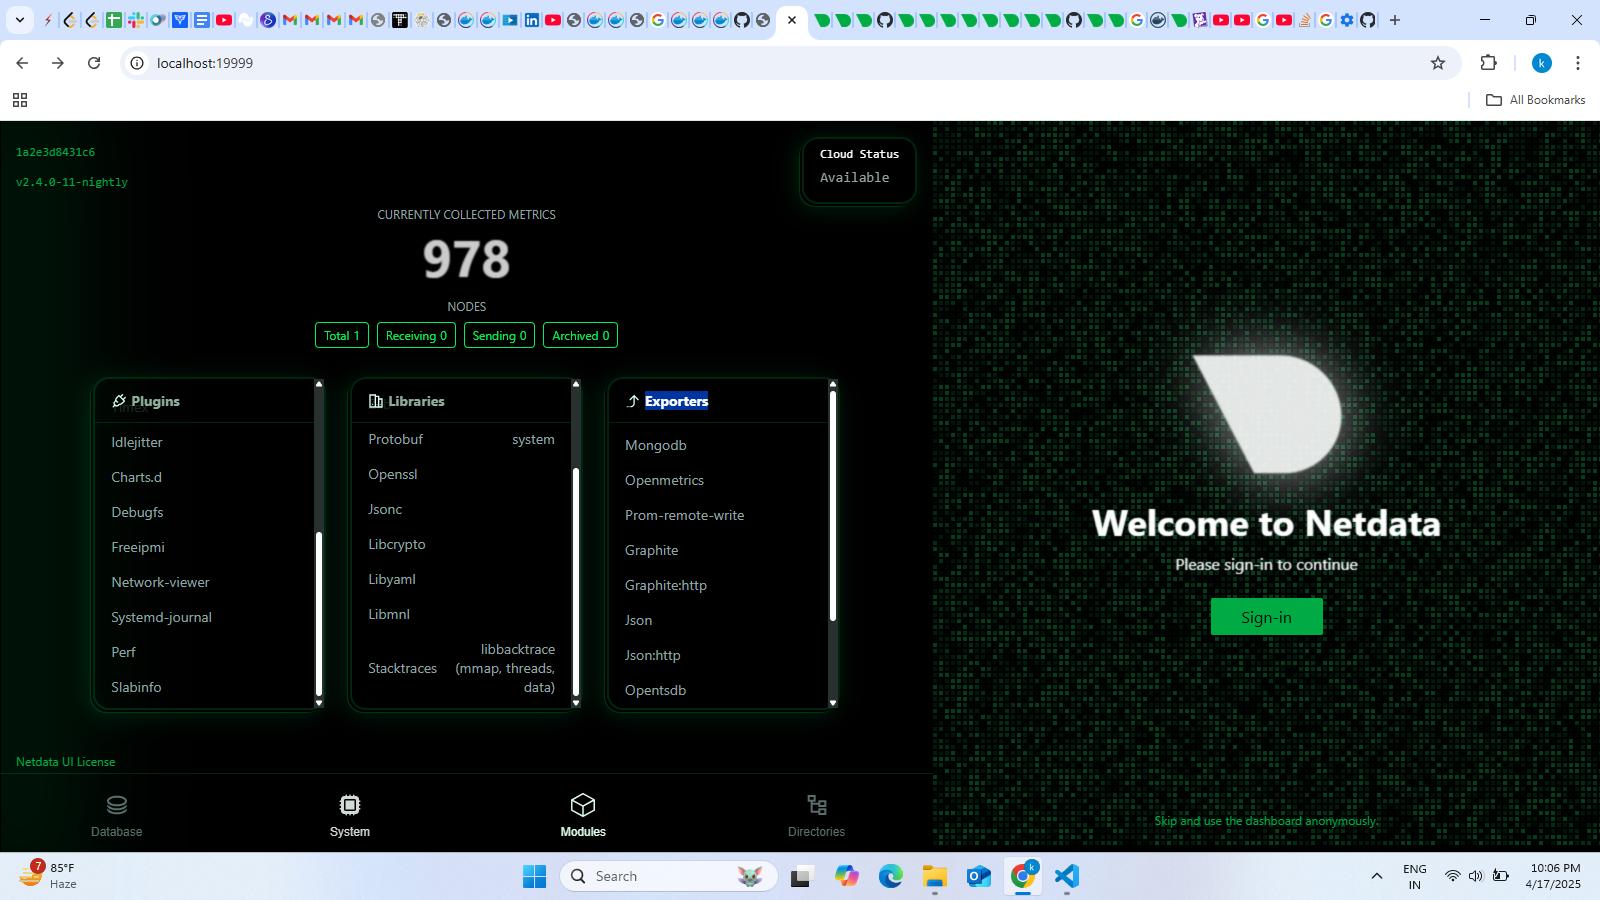 localhost:19999
All Bookmarks
1a2e3d8431c6
v2.4.0-11-nightly
Cloud Status
Available
CURRENTLY COLLECTED METRICS
978
NODES
Total 1
Receiving 0
Sending 0
Archived 0
Plugins
Timex
Idlejitter
Charts.d
Debugfs
Freeipmi
Network-viewer
Systemd-journal
Perf
Slabinfo
Libraries
Protobuf system
Openssl
Jsonc
Libcrypto
Libyaml
Libmnl
Stacktraces libbacktrace
(mmap, threads,
data)
Exporters
Mongodb
Openmetrics
Prom-remote-write
Graphite
Graphite:http
Json
Json:http
Opentsdb
Netdata UI License
Database
System
Modules
Directories
Welcome to Netdata
Please sign-in to continue
Sign-in
Skip and use the dashboard anonymously.
7
85°F
Haze
Search
ENG
IN
10:06 PM
4/17/2025